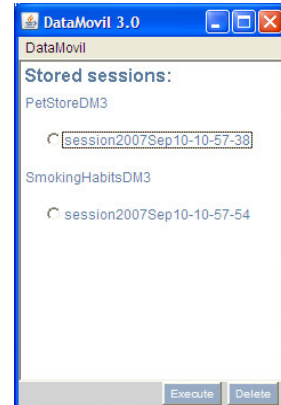 DataMovil 3.0
DataMovil
Stored sessions:
PetStoreDM3
session2007Sep10-10-57-38
SmokingHabitsDM3
session2007Sep10-10-57-54
Execute Delete